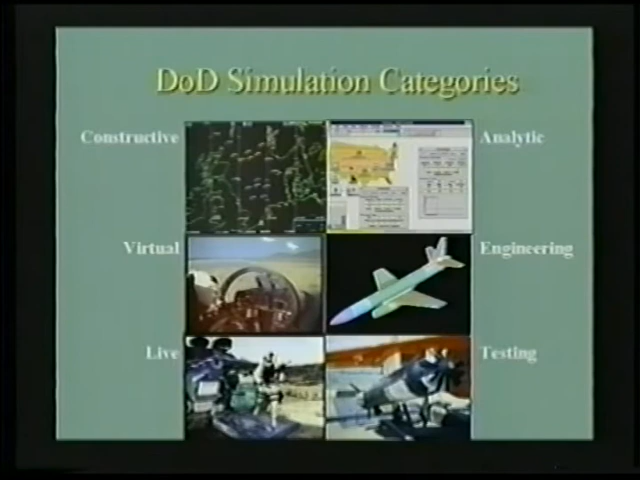 DoD Simulation Categories
Constructive
Analytic
Virtual
Engineering
Live
Testing